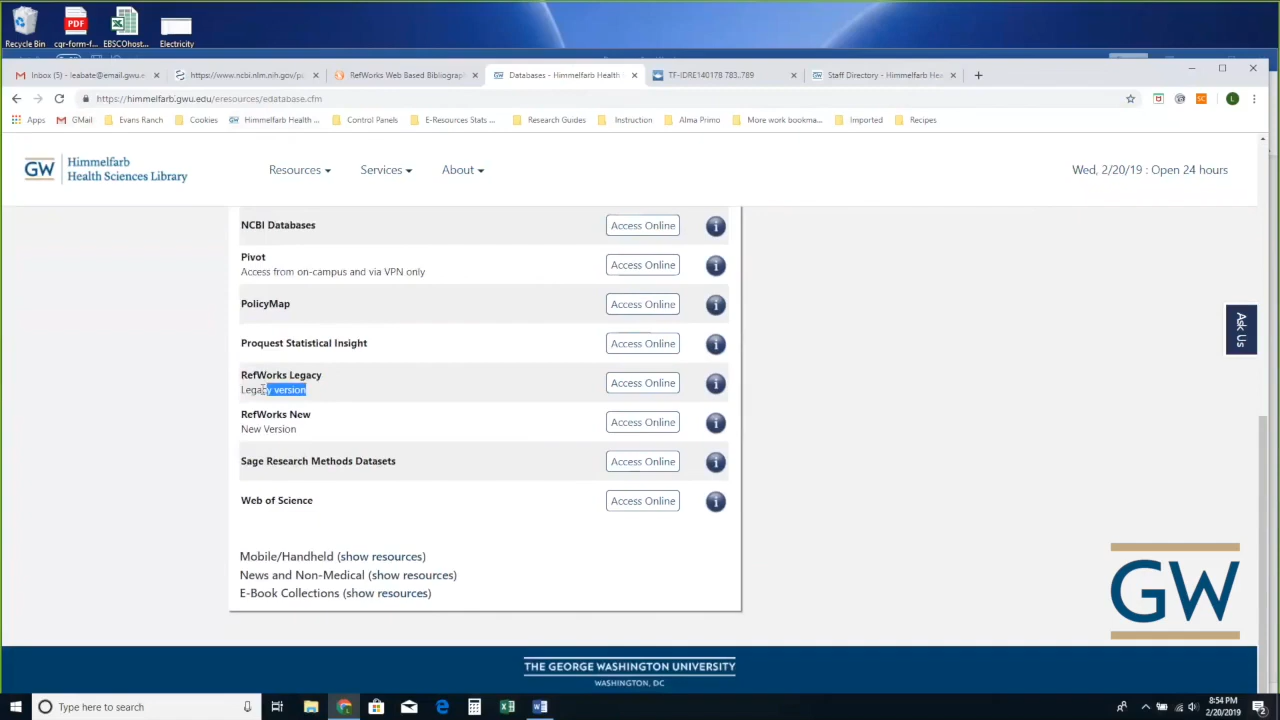 Recycle Bin
PDF
cqr-form-f...
EBSCOhost...
Electricity
Inbox (5) - leabate@email.gwu.e
https://www.ncbi.nlm.nih.gov/pu
RefWorks Web Based Bibliograp
Databases - Himmelfarb Health
TF-IDRE140178 783..789
Staff Directory - Himmelfarb Hea
https://himmelfarb.gwu.edu/eresources/edatabase.cfm
L
Apps
GMail
Evans Ranch
Cookies
Himmelfarb Health ...
Control Panels
E-Resources Stats ...
Research Guides
Instruction
Alma Primo
More work bookma...
Imported
Recipes
GW
Himmelfarb
Health Sciences Library
Resources
Services
About
Wed, 2/20/19 : Open 24 hours
NCBI Databases
Access Online
Pivot
Access from on-campus and via VPN only
Access Online
PolicyMap
Access Online
Proquest Statistical Insight
Access Online
RefWorks Legacy
Legacy version
Access Online
RefWorks New
New Version
Access Online
Sage Research Methods Datasets
Access Online
Web of Science
Access Online
Ask Us
Mobile/Handheld (show resources)
News and Non-Medical (show resources)
E-Book Collections (show resources)
GW
THE GEORGE WASHINGTON UNIVERSITY
WASHINGTON, DC
Type here to search
8:54 PM
2/20/2019